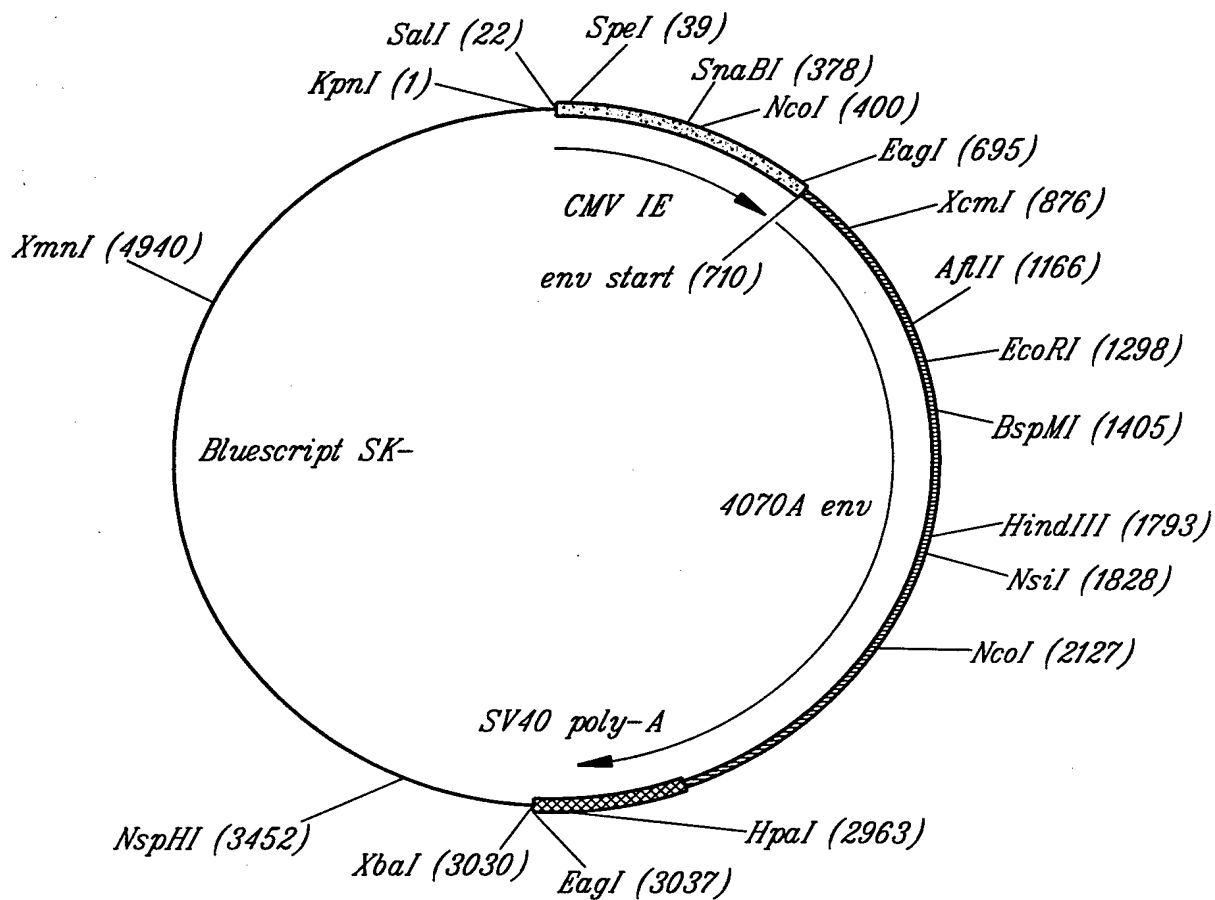 SalI (22)
SpeI (39)
KpnI (1)
SnaBI (378)
NcoI (400)
EagI (695)
XcmI (876)
CMV IE
XmnI (4940)
env start (710)
AflII (1166)
EcoRI (1298)
BspMI (1405)
Bluescript SK-
4070A env
HindIII (1793)
NsiI (1828)
NcoI (2127)
SV40 poly-A
NspHI (3452)
HpaI (2963)
XbaI (3030)
EagI (3037)